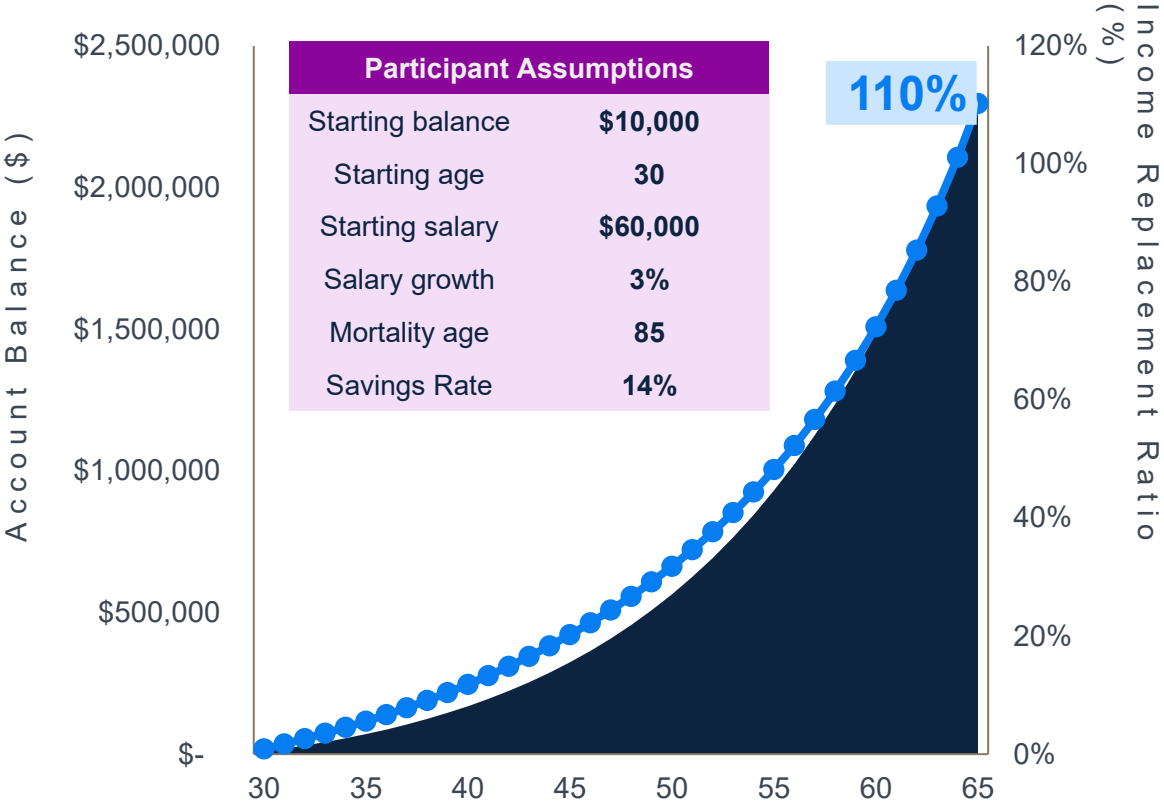 Account Balance ($)
$2,500,000
$2,000,000
$1,500,000
$1,000,000
$500,000
$-
Participant Assumptions
Starting balance $10,000
Starting age 30
Starting salary $60,000
Salary growth 3%
Mortality age 85
Savings Rate 14%
110%
120%
100%
80%
60%
40%
20%
0%
Income Replacement Ratio
(%)
30 35 40 45 50 55 60 65